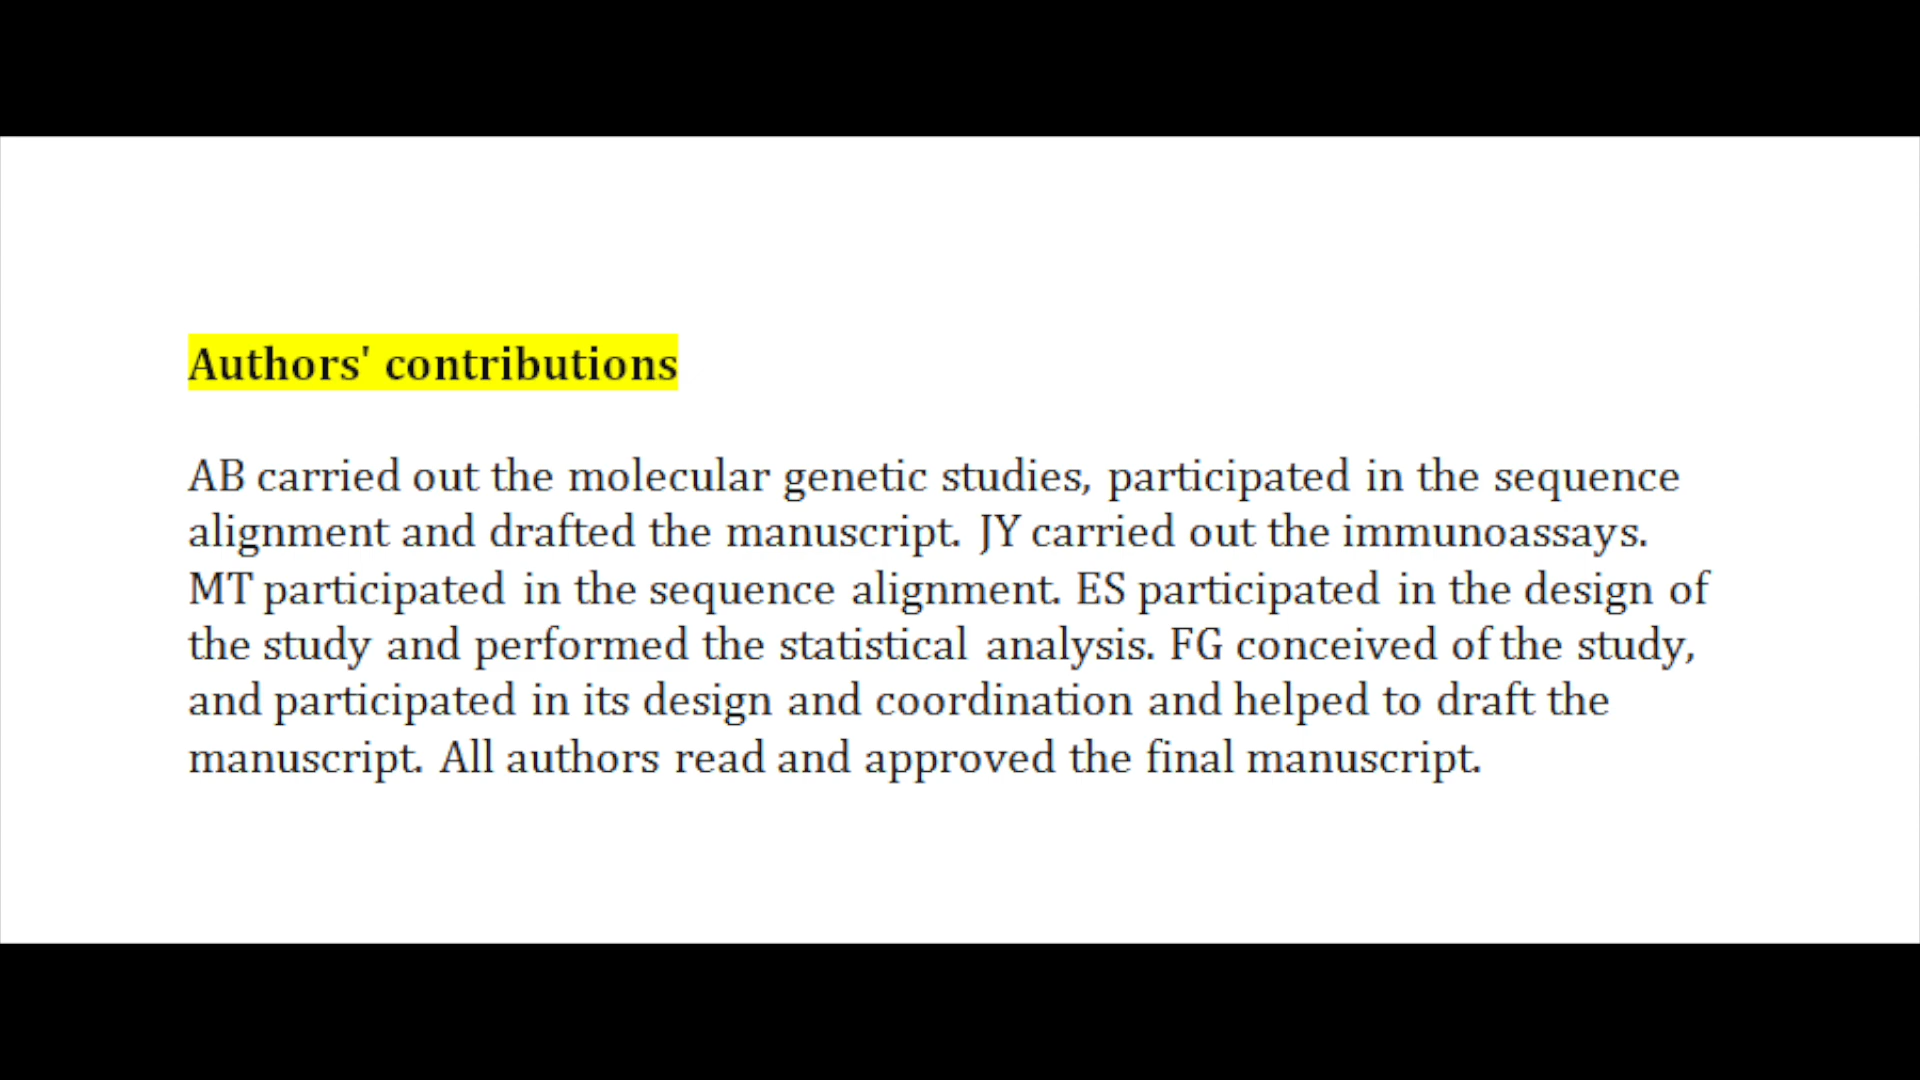 Authors' contributions
AB carried out the molecular genetic studies, participated in the sequence
alignment and drafted the manuscript. JY carried out the immunoassays.
MT participated in the sequence alignment. ES participated in the design of
the study and performed the statistical analysis. FG conceived of the study,
and participated in its design and coordination and helped to draft the
manuscript. All authors read and approved the final manuscript.